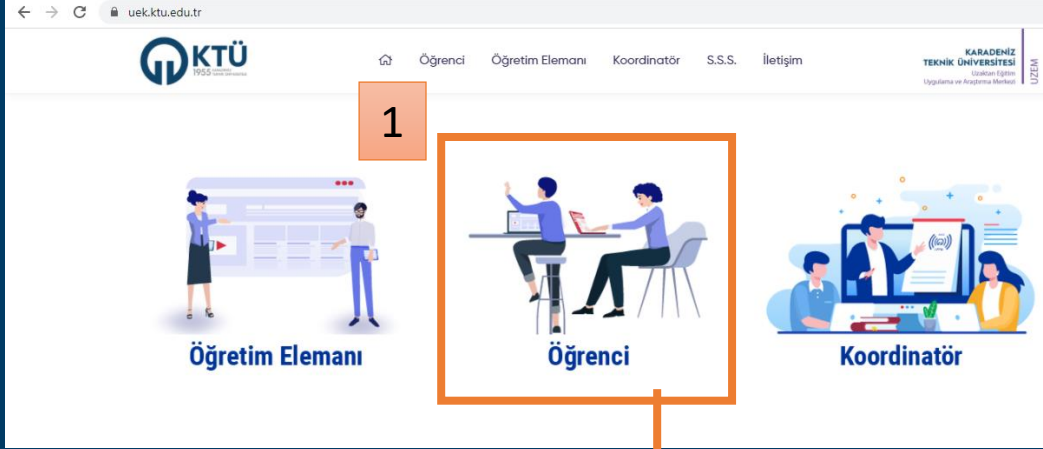 uek.ktu.edu.tr
KTÜ
1955
Öğrenci Öğretim Elemanı Koordinatör S.S.S. İletişim
KARADENİZ
TEKNİK ÜNİVERSİTESİ
Uzaktan Eğitim
Uygulama ve Araştırma Merkezi
UZEM
1
Öğretim Elemanı
Öğrenci
Koordinatör